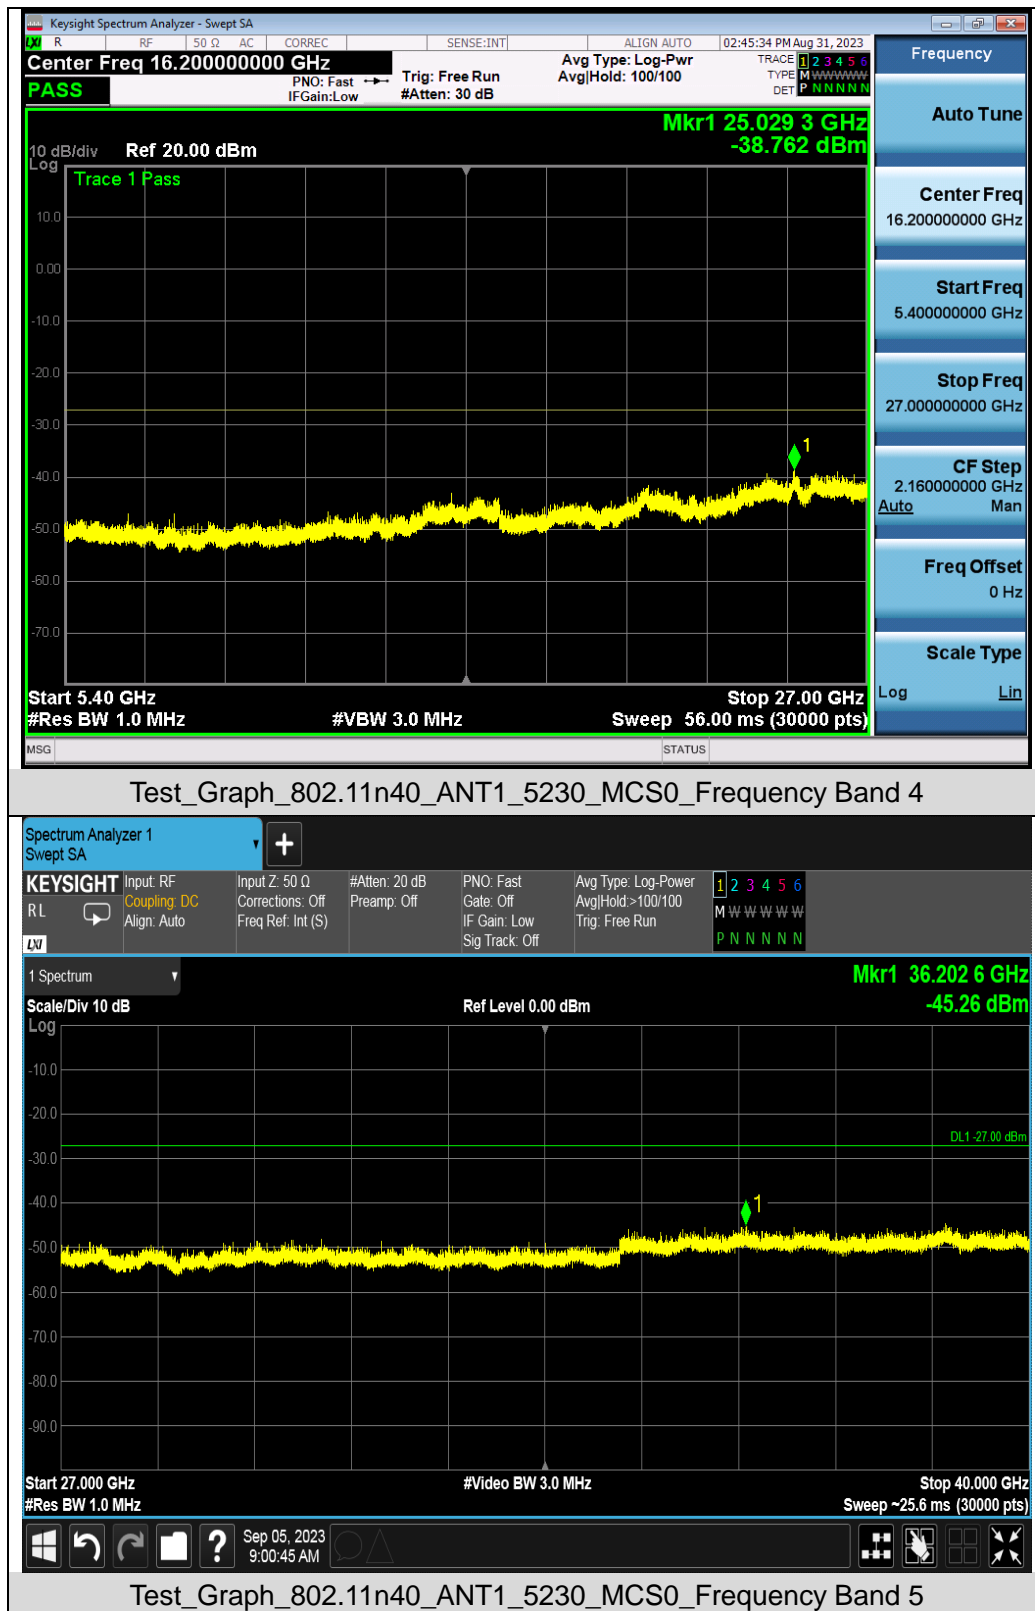 Keysight Spectrum Analyzer - Swept SA
LXI R RF 50 Ω AC CORREC SENSE:INT ALIGN AUTO 02:45:34 PM Aug 31, 2023
Center Freq 16.200000000 GHz
PASS
PNO: Fast
IFGain:Low
Trig: Free Run
#Atten: 30 dB
Avg Type: Log-Pwr
Avg|Hold: 100/100
TRACE 1 2 3 4 5 6
TYPE M W W W W W
DET P N N N N N
Frequency
Auto Tune
Center Freq
16.200000000 GHz
Start Freq
5.400000000 GHz
Stop Freq
27.000000000 GHz
CF Step
2.160000000 GHz
Auto Man
Freq Offset
0 Hz
Scale Type
Log Lin
Mkr1 25.029 3 GHz
-38.762 dBm
10 dB/div Ref 20.00 dBm
Log
Trace 1 Pass
10.0
0.00
-10.0
-20.0
-30.0
1
-40.0
-50.0
-60.0
-70.0
Start 5.40 GHz Stop 27.00 GHz
#Res BW 1.0 MHz #VBW 3.0 MHz Sweep 56.00 ms (30000 pts)
MSG STATUS
Test_Graph_802.11n40_ANT1_5230_MCS0_Frequency Band 4
Spectrum Analyzer 1
Swept SA
+
KEYSIGHT
RL
LXI
Input: RF
Coupling: DC
Align: Auto
Input Z: 50 Ω
Corrections: Off
Freq Ref: Int (S)
#Atten: 20 dB
Preamp: Off
PNO: Fast
Gate: Off
IF Gain: Low
Sig Track: Off
Avg Type: Log-Power
Avg|Hold:>100/100
Trig: Free Run
1 2 3 4 5 6
M W W W W W
P N N N N N
1 Spectrum
Mkr1 36.202 6 GHz
-45.26 dBm
Scale/Div 10 dB Ref Level 0.00 dBm
Log
-10.0
-20.0
DL1 -27.00 dBm
-30.0
-40.0
1
-50.0
-60.0
-70.0
-80.0
-90.0
Start 27.000 GHz #Video BW 3.0 MHz Stop 40.000 GHz
#Res BW 1.0 MHz Sweep ~25.6 ms (30000 pts)
? Sep 05, 2023
9:00:45 AM
Test_Graph_802.11n40_ANT1_5230_MCS0_Frequency Band 5